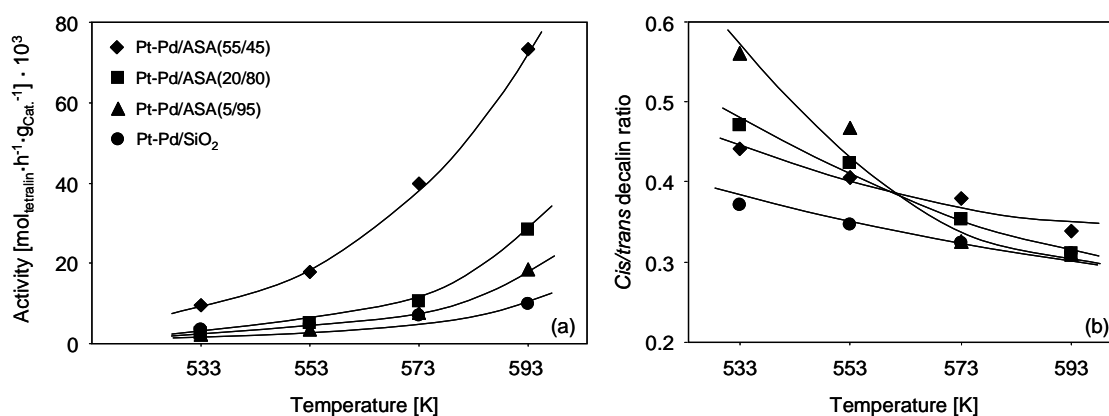 Activity [mol_tetralin·h⁻¹·g_Cat.⁻¹] · 10³
80
60
40
20
0
Pt-Pd/ASA(55/45)
Pt-Pd/ASA(20/80)
Pt-Pd/ASA(5/95)
Pt-Pd/SiO₂
(a)
533 553 573 593
Temperature [K]
Cis/trans decalin ratio
0.6
0.5
0.4
0.3
0.2
(b)
533 553 573 593
Temperature [K]